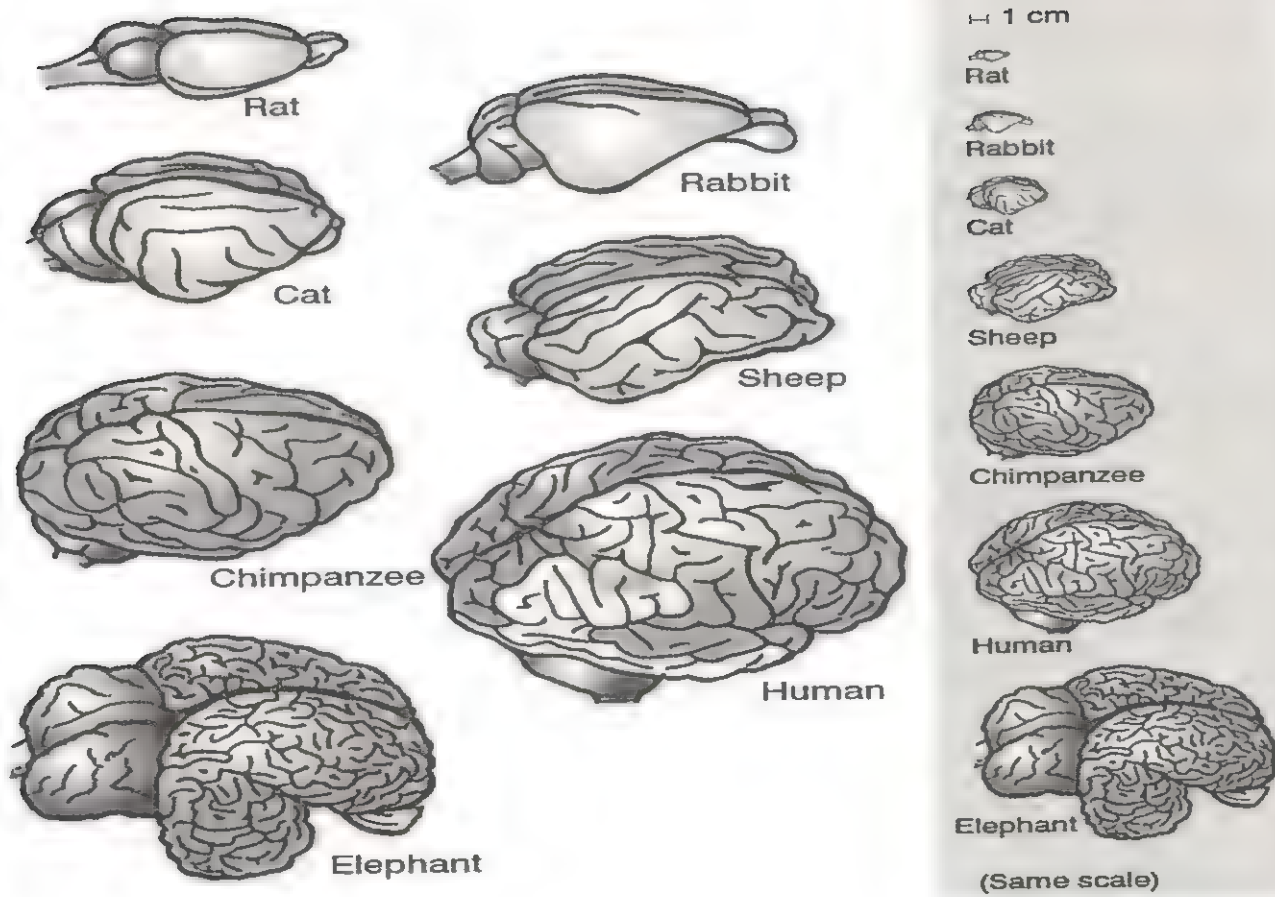 Rat
Rabbit
Cat
Sheep
Chimpanzee
Human
Elephant
1 cm
Rat
Rabbit
Cat
Sheep
Chimpanzee
Human
Elephant
(Same scale)